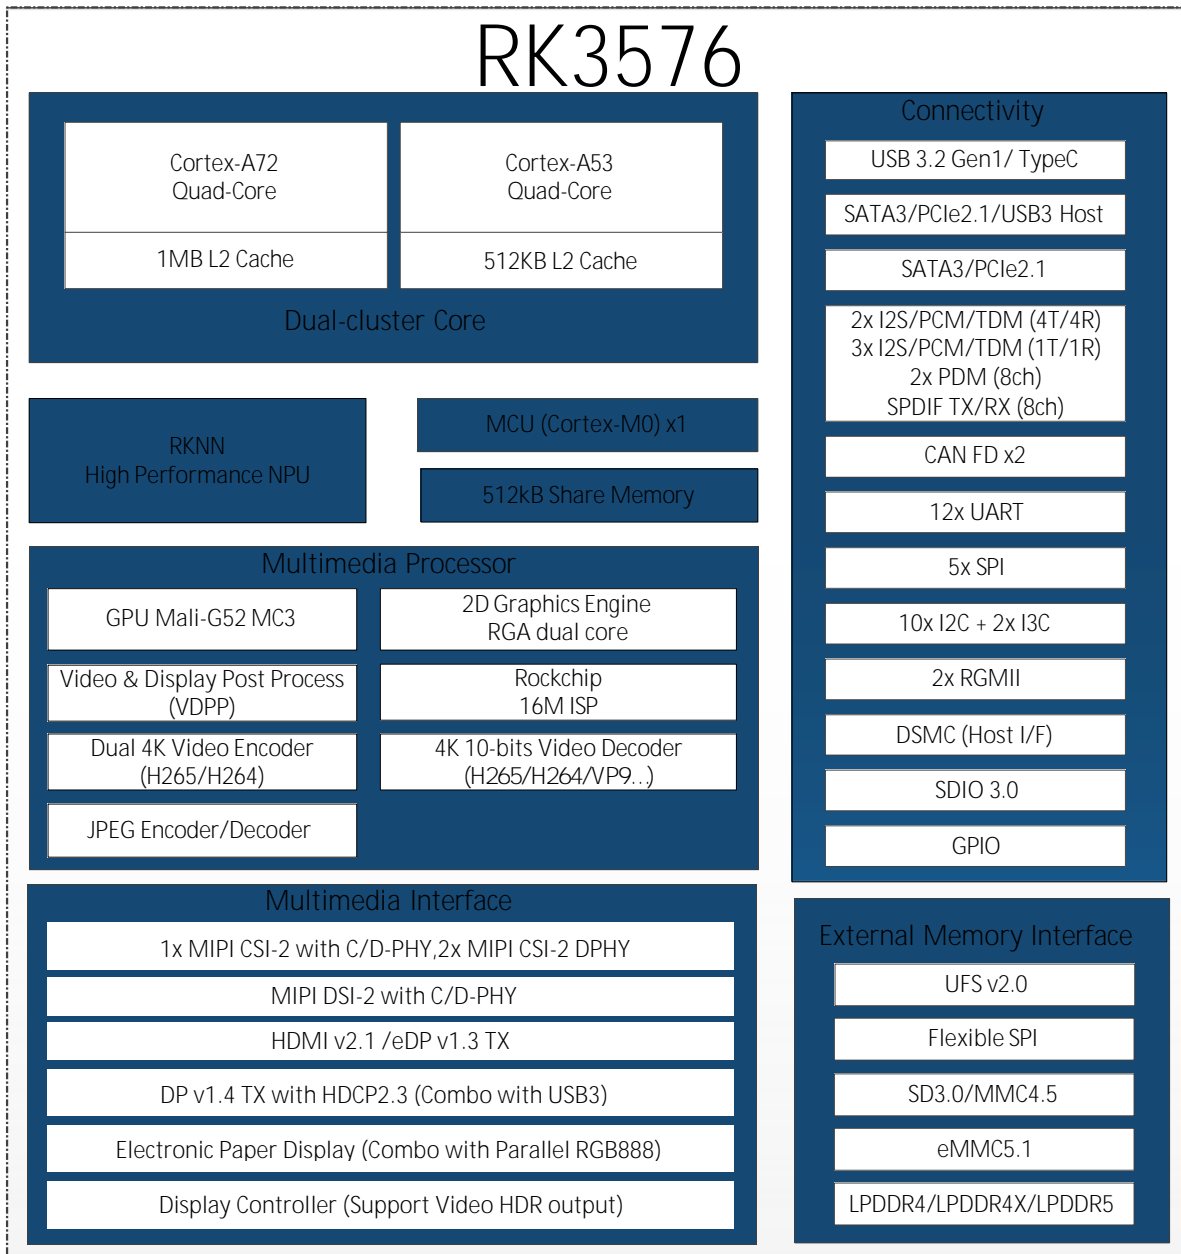 RK3576
Cortex-A72
Quad-Core
1MB L2 Cache
Cortex-A53
Quad-Core
512KB L2 Cache
Dual-cluster Core
RKNN
High Performance NPU
MCU (Cortex-M0) x1
512kB Share Memory
Multimedia Processor
GPU Mali-G52 MC3
2D Graphics Engine
RGA dual core
Video & Display Post Process
(VDPP)
Rockchip
16M ISP
Dual 4K Video Encoder
(H265/H264)
4K 10-bits Video Decoder
(H265/H264/VP9...)
JPEG Encoder/Decoder
Multimedia Interface
1x MIPI CSI-2 with C/D-PHY,2x MIPI CSI-2 DPHY
MIPI DSI-2 with C/D-PHY
HDMI v2.1 /eDP v1.3 TX
DP v1.4 TX with HDCP2.3 (Combo with USB3)
Electronic Paper Display (Combo with Parallel RGB888)
Display Controller (Support Video HDR output)
Connectivity
USB 3.2 Gen1/ TypeC
SATA3/PCIe2.1/USB3 Host
SATA3/PCIe2.1
2x I2S/PCM/TDM (4T/4R)
3x I2S/PCM/TDM (1T/1R)
2x PDM (8ch)
SPDIF TX/RX (8ch)
CAN FD x2
12x UART
5x SPI
10x I2C + 2x I3C
2x RGMII
DSMC (Host I/F)
SDIO 3.0
GPIO
External Memory Interface
UFS v2.0
Flexible SPI
SD3.0/MMC4.5
eMMC5.1
LPDDR4/LPDDR4X/LPDDR5